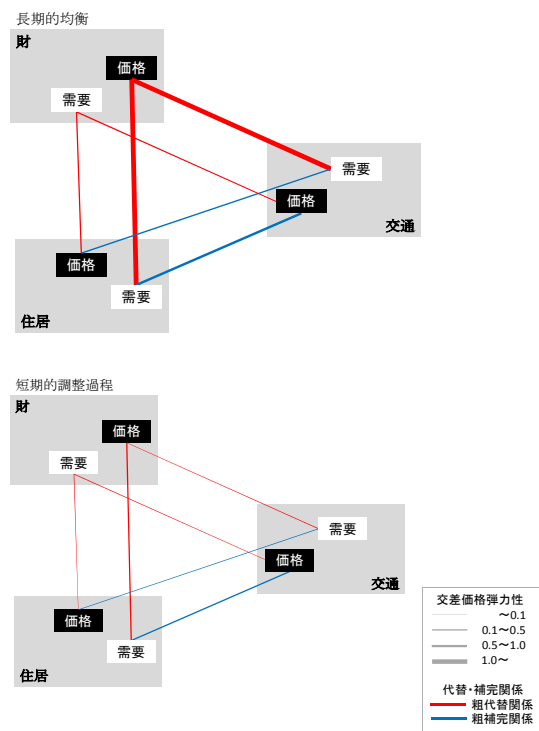 長期的均衡
財
価格
需要
需要
価格
交通
価格
需要
住居
短期的調整過程
財
価格
需要
需要
価格
交通
価格
需要
住居
交差価格弾力性
～0.1
0.1～0.5
0.5～1.0
1.0～
代替・補完関係
粗代替関係
粗補完関係